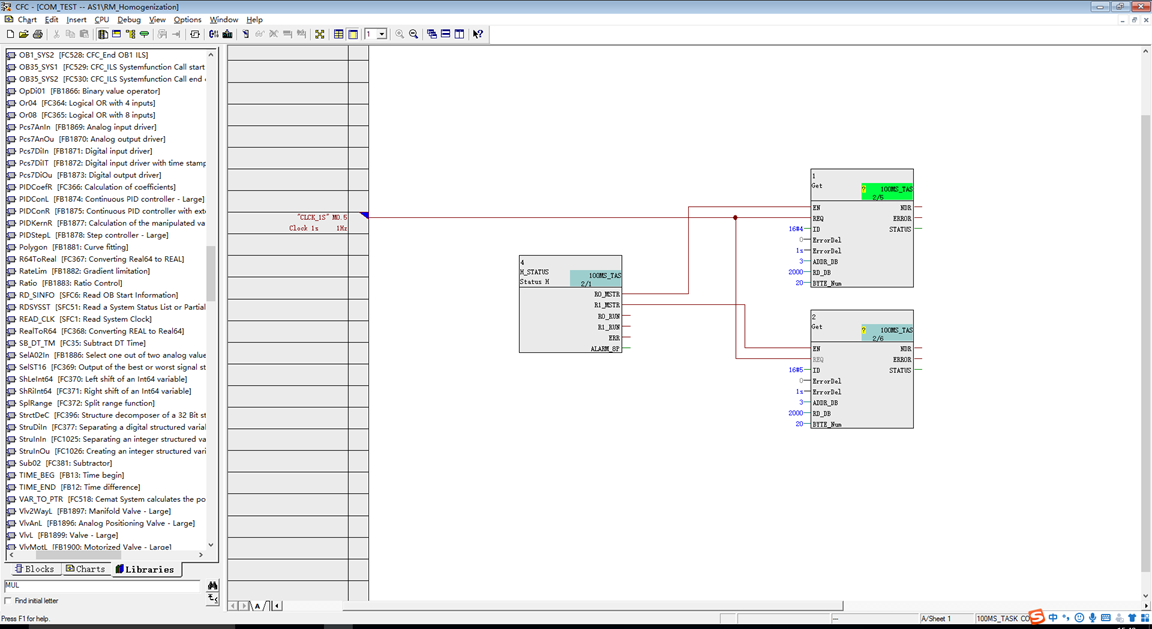 CFC - [COM_TEST -- AS1\RM_Homogenization]
Chart Edit Insert CPU Debug View Options Window Help
1
OB1_SYS2 [FC528: CFC_End OB1 ILS]
OB35_SYS1 [FC529: CFC_ILS Systemfunction Call start
OB35_SYS2 [FC530: CFC_ILS Systemfunction Call end
OpDi01 [FB1866: Binary value operator]
Or04 [FC364: Logical OR with 4 inputs]
Or08 [FC365: Logical OR with 8 inputs]
Pcs7AnIn [FB1869: Analog input driver]
Pcs7AnOu [FB1870: Analog output driver]
Pcs7DiIn [FB1871: Digital input driver]
Pcs7DiIT [FB1872: Digital input driver with time stamp
Pcs7DiOu [FB1873: Digital output driver]
PIDCoefR [FC366: Calculation of coefficients]
PIDConL [FB1874: Continuous PID controller - Large]
PIDConR [FB1875: Continuous PID controller with exte
PIDKernR [FB1877: Calculation of the manipulated va
PIDStepL [FB1878: Step controller - Large]
Polygon [FB1881: Curve fitting]
R64ToReal [FC367: Converting Real64 to REAL]
RateLim [FB1882: Gradient limitation]
Ratio [FB1883: Ratio Control]
RD_SINFO [SFC6: Read OB Start Information]
RDSYSST [SFC51: Read a System Status List or Partial
READ_CLK [SFC1: Read System Clock]
RealToR64 [FC368: Converting REAL to REAL64]
SB_DT_TM [FC35: Subtract DT Time]
SelA02In [FB1886: Select one out of two analog value
SelST16 [FC369: Output of the best or worst signal st
ShLeInt64 [FC370: Left shift of an Int64 variable]
ShRiInt64 [FC371: Right shift of an Int64 variable]
SplRange [FC372: Split range function]
StrctDeC [FC396: Structure decomposer of a 32 Bit st
StruDiIn [FC377: Separating a digital structured varial
StruInIn [FC1025: Separating an integer structured va
StruInOu [FC1026: Creating an integer structured vari
Sub02 [FC381: Subtractor]
TIME_BEG [FB13: Time begin]
TIME_END [FB12: Time difference]
VAR_TO_PTR [FC518: Cemat System calculates the po
Vlv2WayL [FB1897: Manifold Valve - Large]
VlvAnL [FB1896: Analog Positioning Valve - Large]
VlvL [FB1899: Valve - Large]
VlvMotL [FB1900: Motorized Valve - Large]
Blocks Charts Libraries
MUL
Find initial letter
Press F1 for help.
"CLCK_1S" M0.5
Clock 1s 1Hz
4
H_STATUS
Status H
100MS_TAS
2/1
R0_MSTR
R1_MSTR
R0_RUN
R1_RUN
ERR
ALARM_SP
1
Get
? 100MS_TAS
2/5
EN NDR
REQ ERROR
16#4 ID STATUS
0 ErrorDel
1s ErrorDel
3 ADDR_DB
2000 RD_DB
20 BYTE_Num
2
Get
? 100MS_TAS
2/6
EN NDR
REQ ERROR
16#5 ID STATUS
0 ErrorDel
1s ErrorDel
3 ADDR_DB
2000 RD_DB
20 BYTE_Num
A
--
A/Sheet 1
100MS_TASK CO
S 中